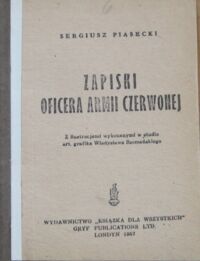 SERGIUSZ PIASECKI
ZAPISKI
OFICERA ARMII CZERWONEJ
Z ilustracjami wykonanymi w studio
art. grafika Władysława Szomańskiego
WYDAWNICTWO „KSIĄŻKA DLA WSZYSTKICH"
GRYF PUBLICATIONS LTD.
LONDYN 1957